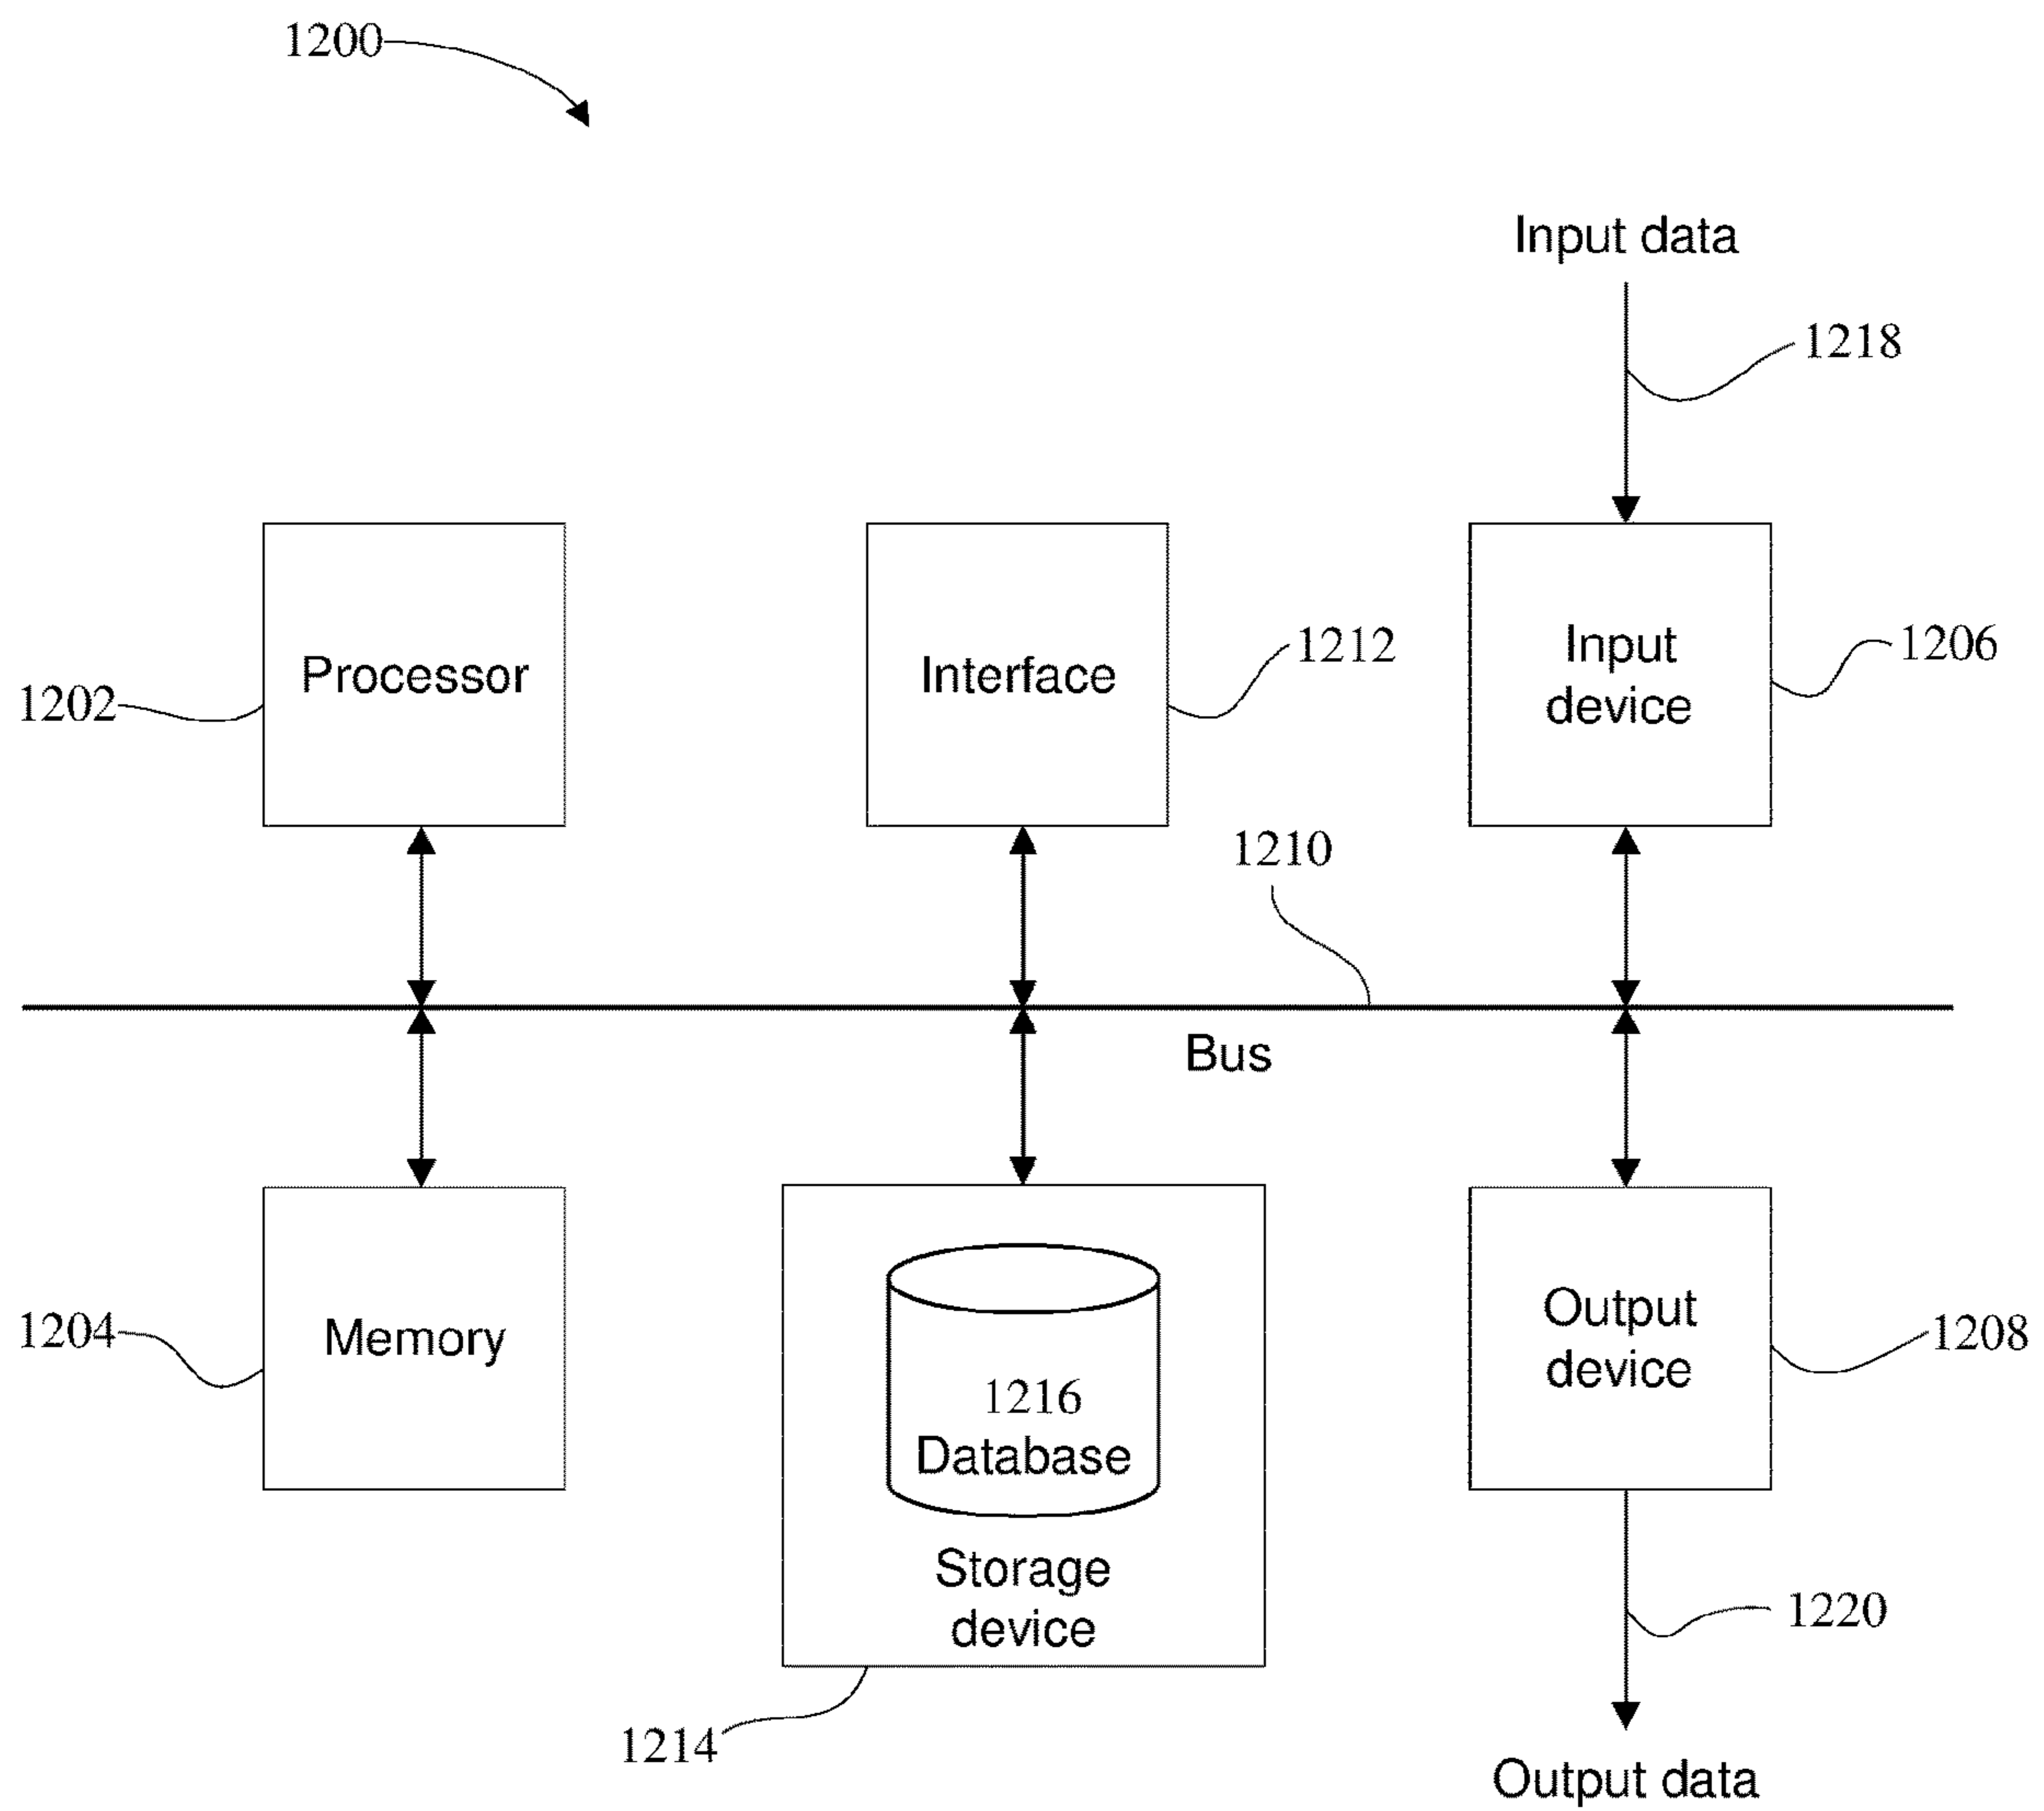 1200
Input data
1218
Processor
1202
Interface
1212
Input
device
1206
1210
Bus
Memory
1204
1216
Database
Storage
device
1214
Output
device
1208
1220
Output data